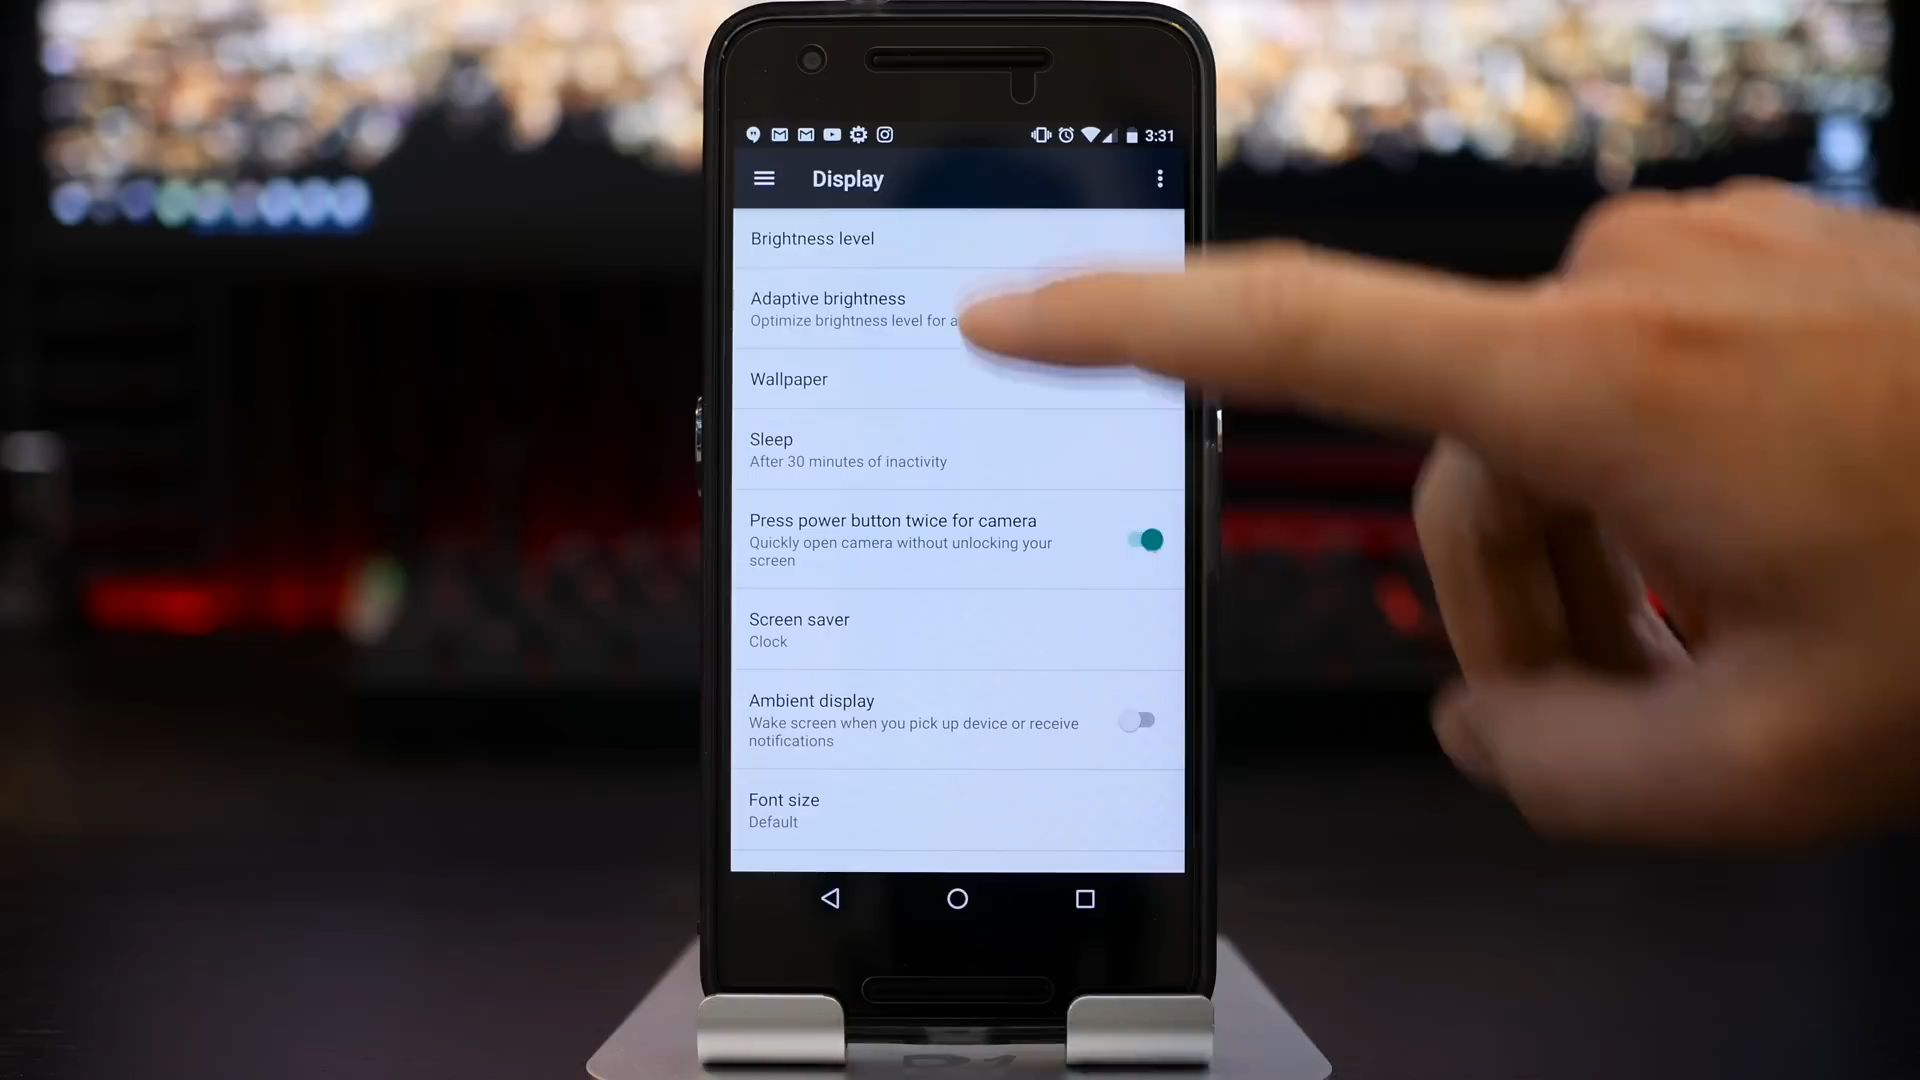 3:31
Display
Brightness level
Adaptive brightness
Optimize brightness level for a
Wallpaper
Sleep
After 30 minutes of inactivity
Press power button twice for camera
Quickly open camera without unlocking your
screen
Screen saver
Clock
Ambient display
Wake screen when you pick up device or receive
notifications
Font size
Default